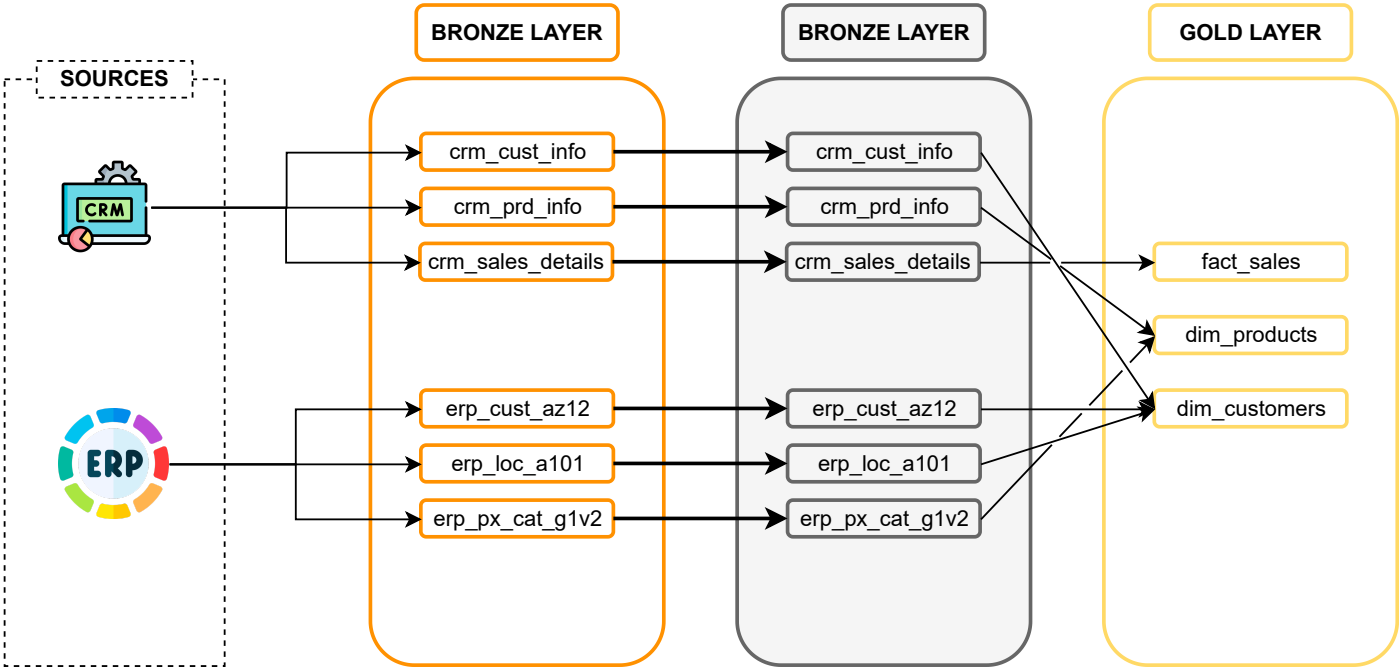 BRONZE LAYER
BRONZE LAYER
GOLD LAYER
SOURCES
CRM
ERP
crm_cust_info
crm_prd_info
crm_sales_details
erp_cust_az12
erp_loc_a101
erp_px_cat_g1v2
crm_cust_info
crm_prd_info
crm_sales_details
erp_cust_az12
erp_loc_a101
erp_px_cat_g1v2
fact_sales
dim_products
dim_customers